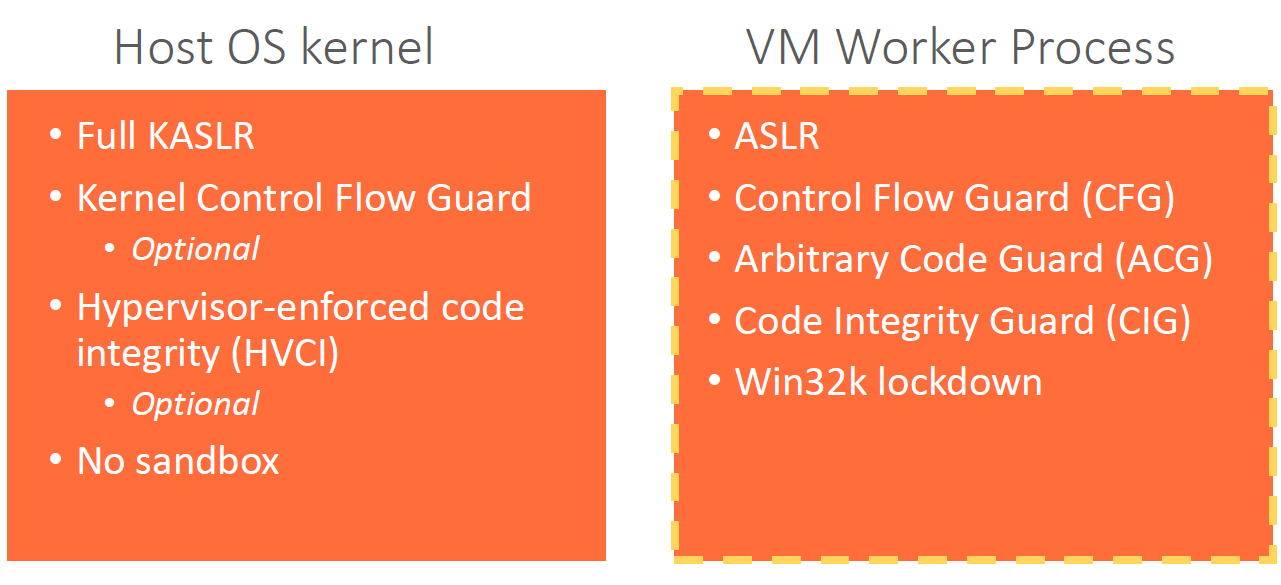 Host OS kernel
• Full KASLR
• Kernel Control Flow Guard
• Optional
• Hypervisor-enforced code
integrity (HVCI)
• Optional
• No sandbox
VM Worker Process
• ASLR
• Control Flow Guard (CFG)
• Arbitrary Code Guard (ACG)
• Code Integrity Guard (CIG)
• Win32k lockdown